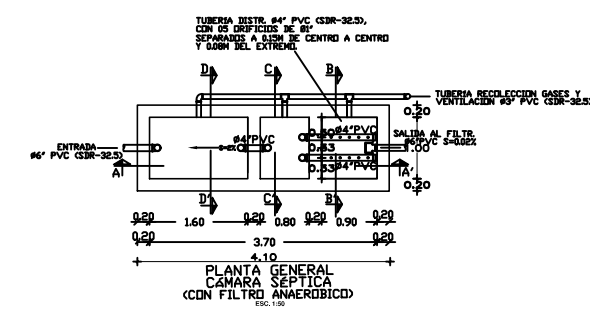 TUBERIA DISTR. Ø4" PVC (SDR-32.5),
CON 05 ORIFICIOS DE Ø1"
SEPARADOS A 0.15M DE CENTRO A CENTRO
Y 0.08M DEL EXTREMO.
D C B
TUBERIA RECOLECCION GASES Y
VENTILACION Ø3" PVC (SDR-32.5)
0.20
ENTRADA
Ø6" PVC (SDR-32.5)
S=2%
Ø4"PVC
Ø4"PVC
0.33
0.33
Ø4"PVC
SALIDA AL FILTR.
Ø6"PVC S=0.02%
1.00
A A'
0.20
D' C' B'
0.20 1.60 0.20 0.80 0.20 0.90 0.20
0.20 3.70 0.20
4.10
PLANTA GENERAL
CáMARA SéPTICA
(CON FILTRO ANAEROBICO)
ESC. 1:50